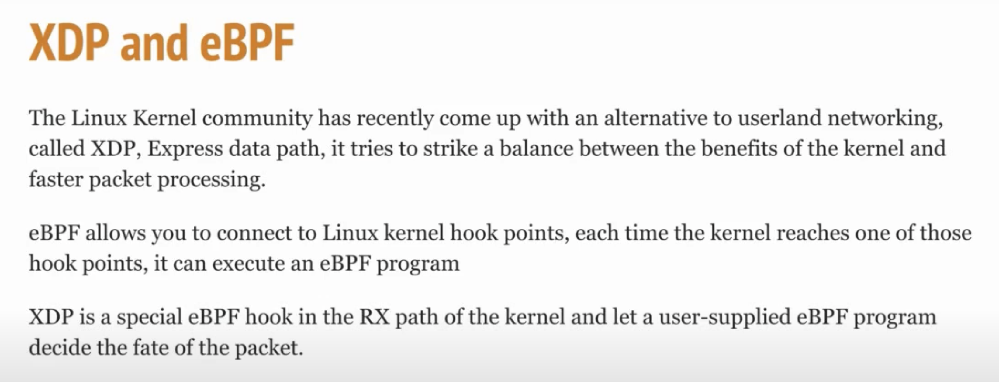 XDP and eBPF
The Linux Kernel community has recently come up with an alternative to userland networking,
called XDP, Express data path, it tries to strike a balance between the benefits of the kernel and
faster packet processing.
eBPF allows you to connect to Linux kernel hook points, each time the kernel reaches one of those
hook points, it can execute an eBPF program
XDP is a special eBPF hook in the RX path of the kernel and let a user-supplied eBPF program
decide the fate of the packet.